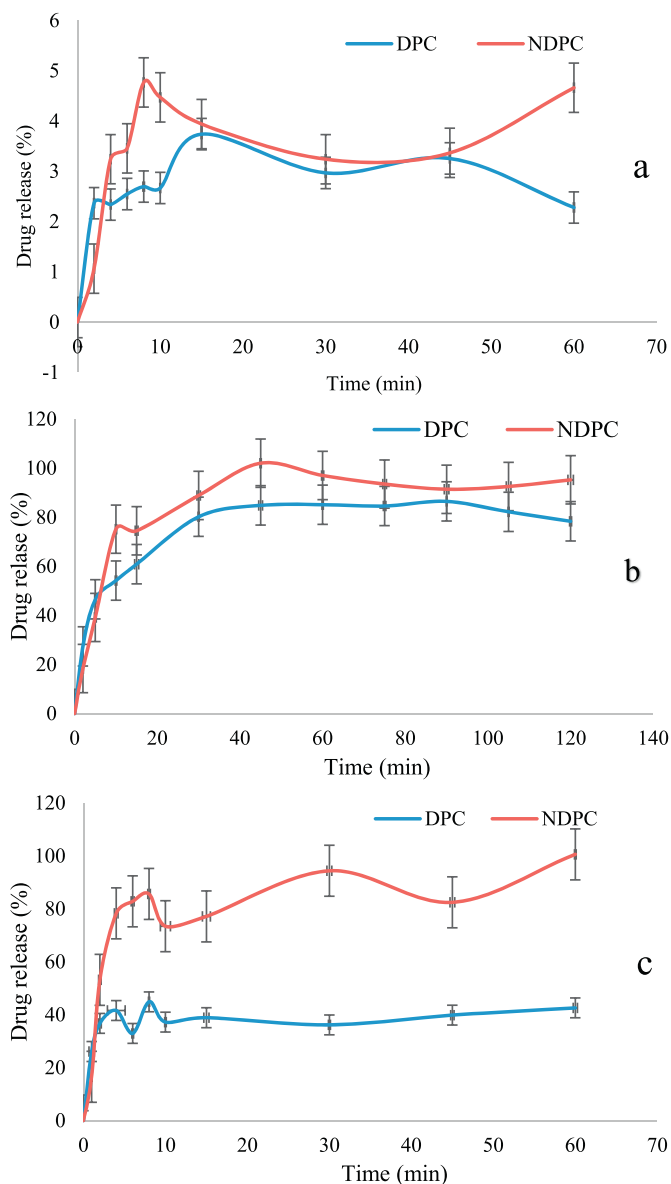 6
DPC NDPC
5
4
3
2
1
0
-1
Drug release (%)
a
0 10 20 30 40 50 60 70
Time (min)
120
DPC NDPC
100
80
60
40
20
0
Drug relase (%)
b
0 20 40 60 80 100 120 140
Time (min)
120
DPC NDPC
100
80
60
40
20
0
Drug release (%)
c
0 10 20 30 40 50 60 70
Time (min)